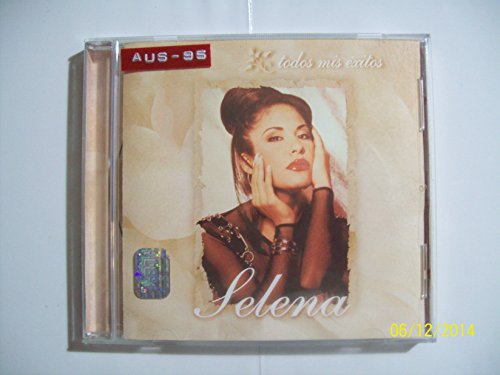 AUS-95
todos mis éxitos
Selena
06/12/2014